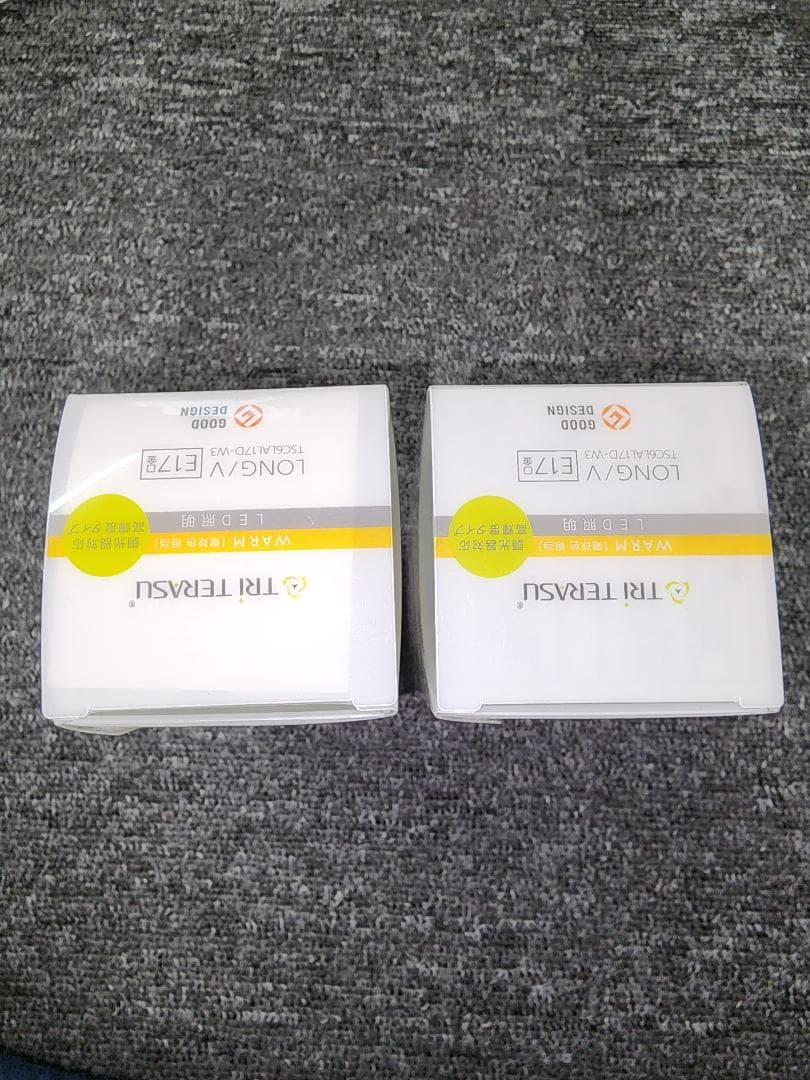 TRI TERASU®
WARM [電球色 相当]
LED照明
調光器対応
高輝度タイプ
LONG/V E17口金
TSC6AL17D-W3
GOOD
DESIGN
TRI TERASU®
WARM [電球色 相当]
LED照明
調光器対応
高輝度タイプ
LONG/V E17口金
TSC6AL17D-W3
GOOD
DESIGN